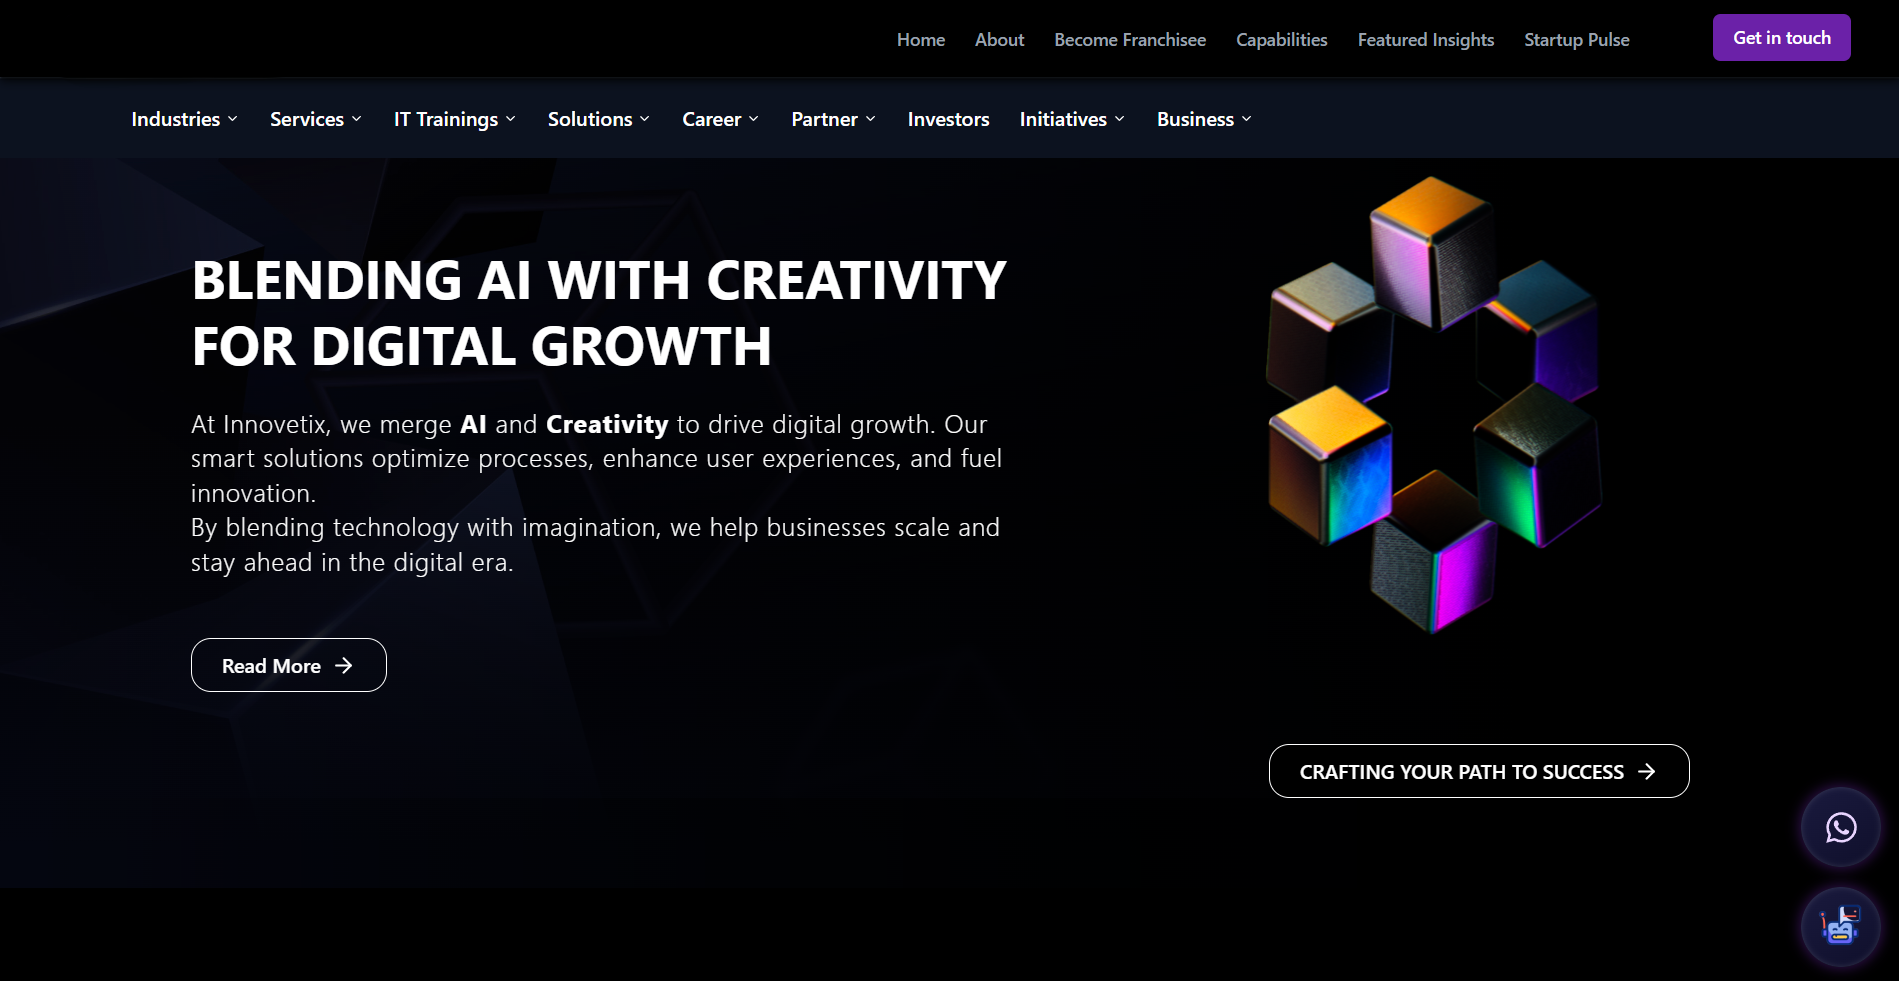 Home About Become Franchisee Capabilities Featured Insights Startup Pulse Get in touch
Industries Services IT Trainings Solutions Career Partner Investors Initiatives Business
BLENDING AI WITH CREATIVITY
FOR DIGITAL GROWTH
At Innovetix, we merge AI and Creativity to drive digital growth. Our
smart solutions optimize processes, enhance user experiences, and fuel
innovation.
By blending technology with imagination, we help businesses scale and
stay ahead in the digital era.
Read More
CRAFTING YOUR PATH TO SUCCESS